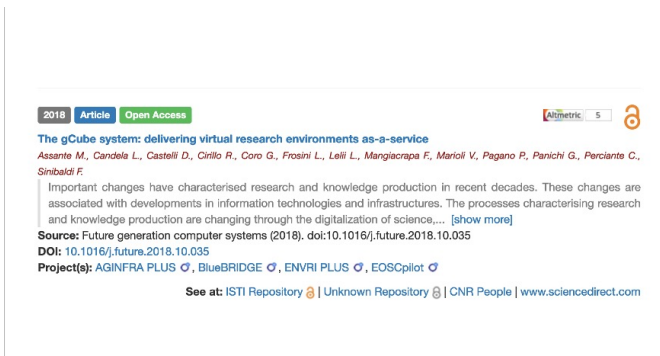 2018 Article Open Access Altmetric 5
The gCube system: delivering virtual research environments as-a-service
Assante M., Candela L., Castelli D., Cirillo R., Coro G., Frosini L., Lelii L., Mangiacrapa F., Marioli V., Pagano P., Panichi G., Perciante C.,
Sinibaldi F.
Important changes have characterised research and knowledge production in recent decades. These changes are
associated with developments in information technologies and infrastructures. The processes characterising research
and knowledge production are changing through the digitalization of science,... [show more]
Source: Future generation computer systems (2018). doi:10.1016/j.future.2018.10.035
DOI: 10.1016/j.future.2018.10.035
Project(s): AGINFRA PLUS , BlueBRIDGE , ENVRI PLUS , EOSCpilot
See at: ISTI Repository | Unknown Repository | CNR People | www.sciencedirect.com